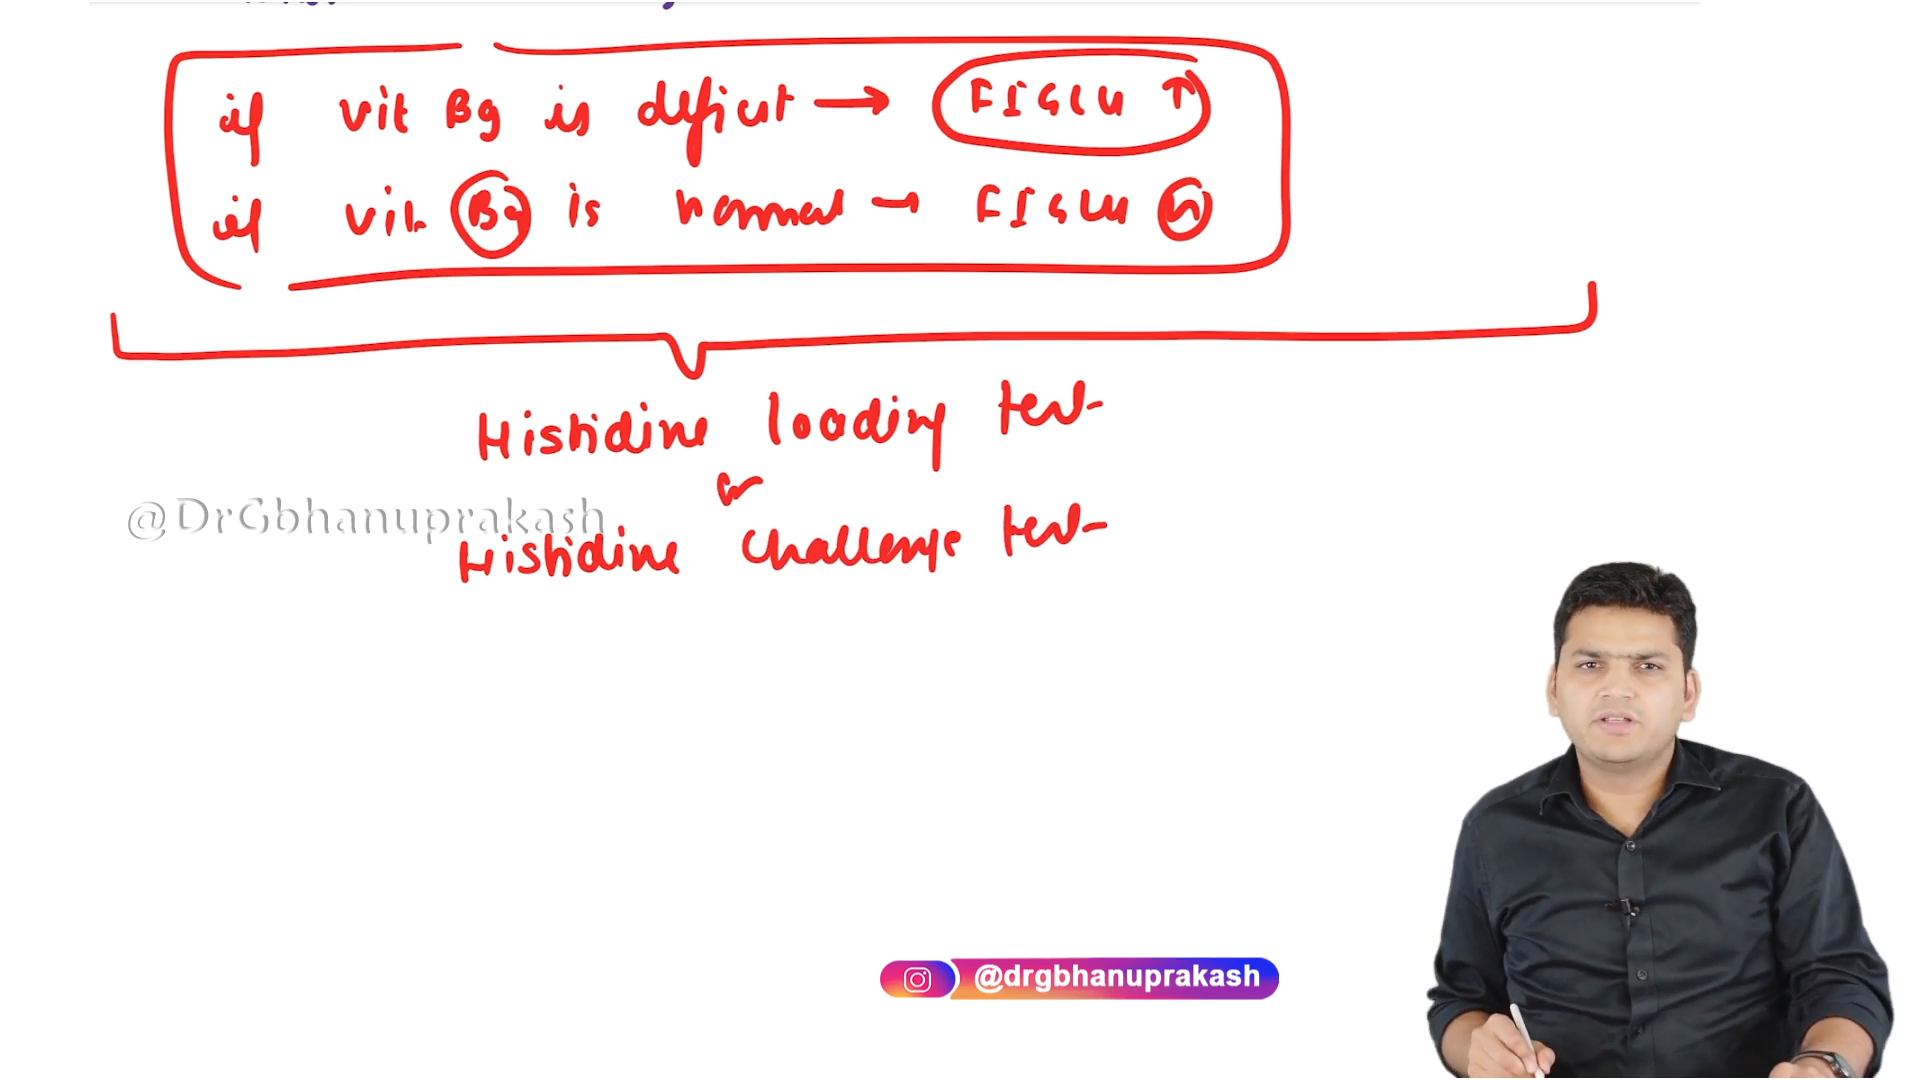 if vit B9 is deficit → FIGLU ↑
if vit. B9 is normal → FIGLU N
Histidine loading test
or
@DrGbhanuprakash
Histidine challenge test
@drgbhanuprakash